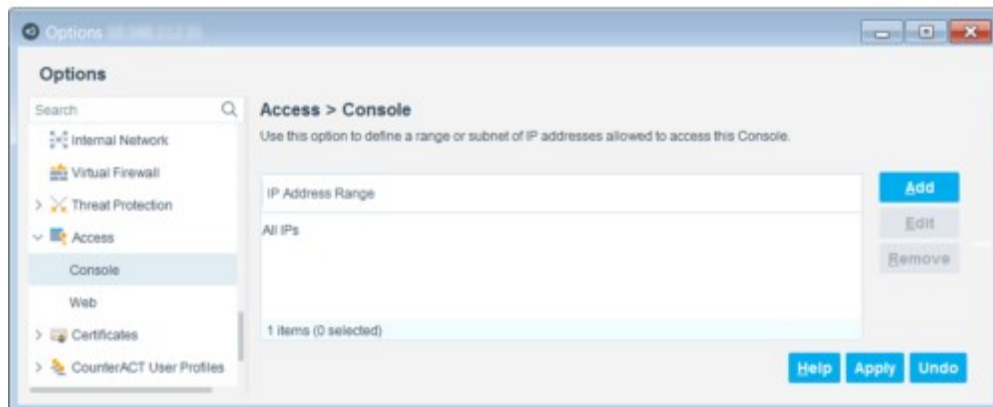 Options
Options
Search
Internal Network
Virtual Firewall
Threat Protection
Access
Console
Web
Certificates
CounterACT User Profiles
Access > Console
Use this option to define a range or subnet of IP addresses allowed to access this Console.
IP Address Range
All IPs
1 items (0 selected)
Add
Edit
Remove
Help
Apply
Undo